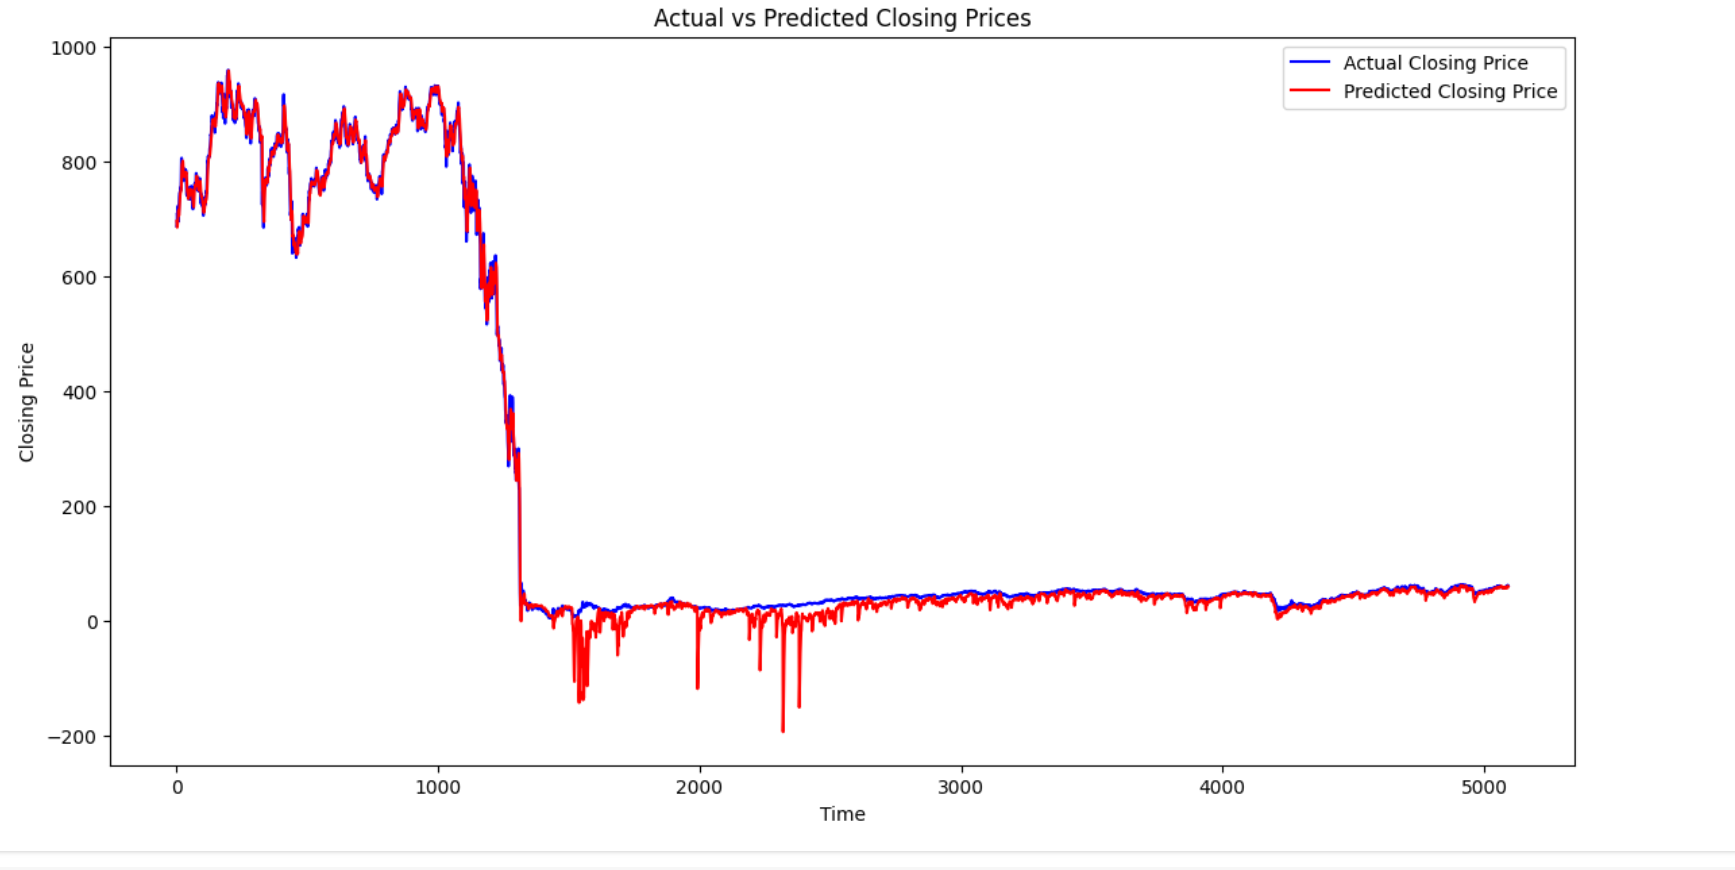 Actual vs Predicted Closing Prices
Actual Closing Price
Predicted Closing Price
Closing Price
1000
800
600
400
200
0
−200
0 1000 2000 3000 4000 5000
Time